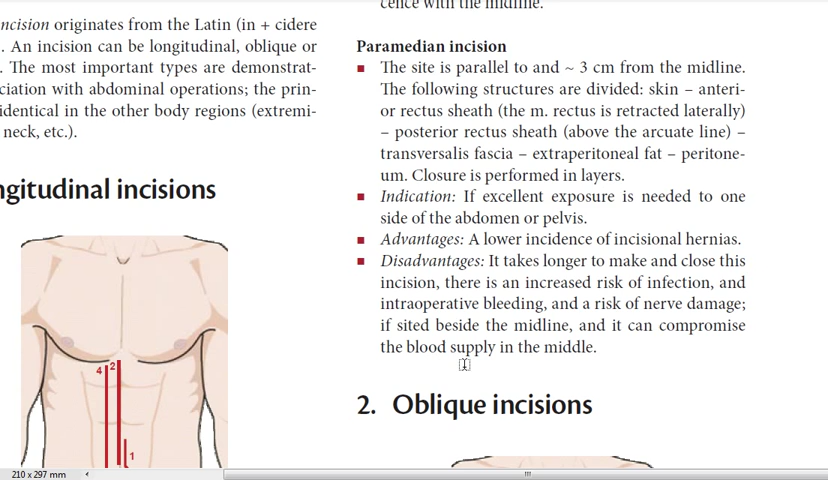 ncision originates from the Latin (in + cidere
. An incision can be longitudinal, oblique or
. The most important types are demonstrat-
ciation with abdominal operations; the prin-
identical in the other body regions (extremi-
neck, etc.).
ngitudinal incisions
4 2
1
cence with the midline.
Paramedian incision
■ The site is parallel to and ~ 3 cm from the midline.
The following structures are divided: skin – anteri-
or rectus sheath (the m. rectus is retracted laterally)
– posterior rectus sheath (above the arcuate line) –
transversalis fascia – extraperitoneal fat – peritone-
um. Closure is performed in layers.
■ Indication: If excellent exposure is needed to one
side of the abdomen or pelvis.
■ Advantages: A lower incidence of incisional hernias.
■ Disadvantages: It takes longer to make and close this
incision, there is an increased risk of infection, and
intraoperative bleeding, and a risk of nerve damage;
if sited beside the midline, and it can compromise
the blood supply in the middle.
2. Oblique incisions
210 x 297 mm